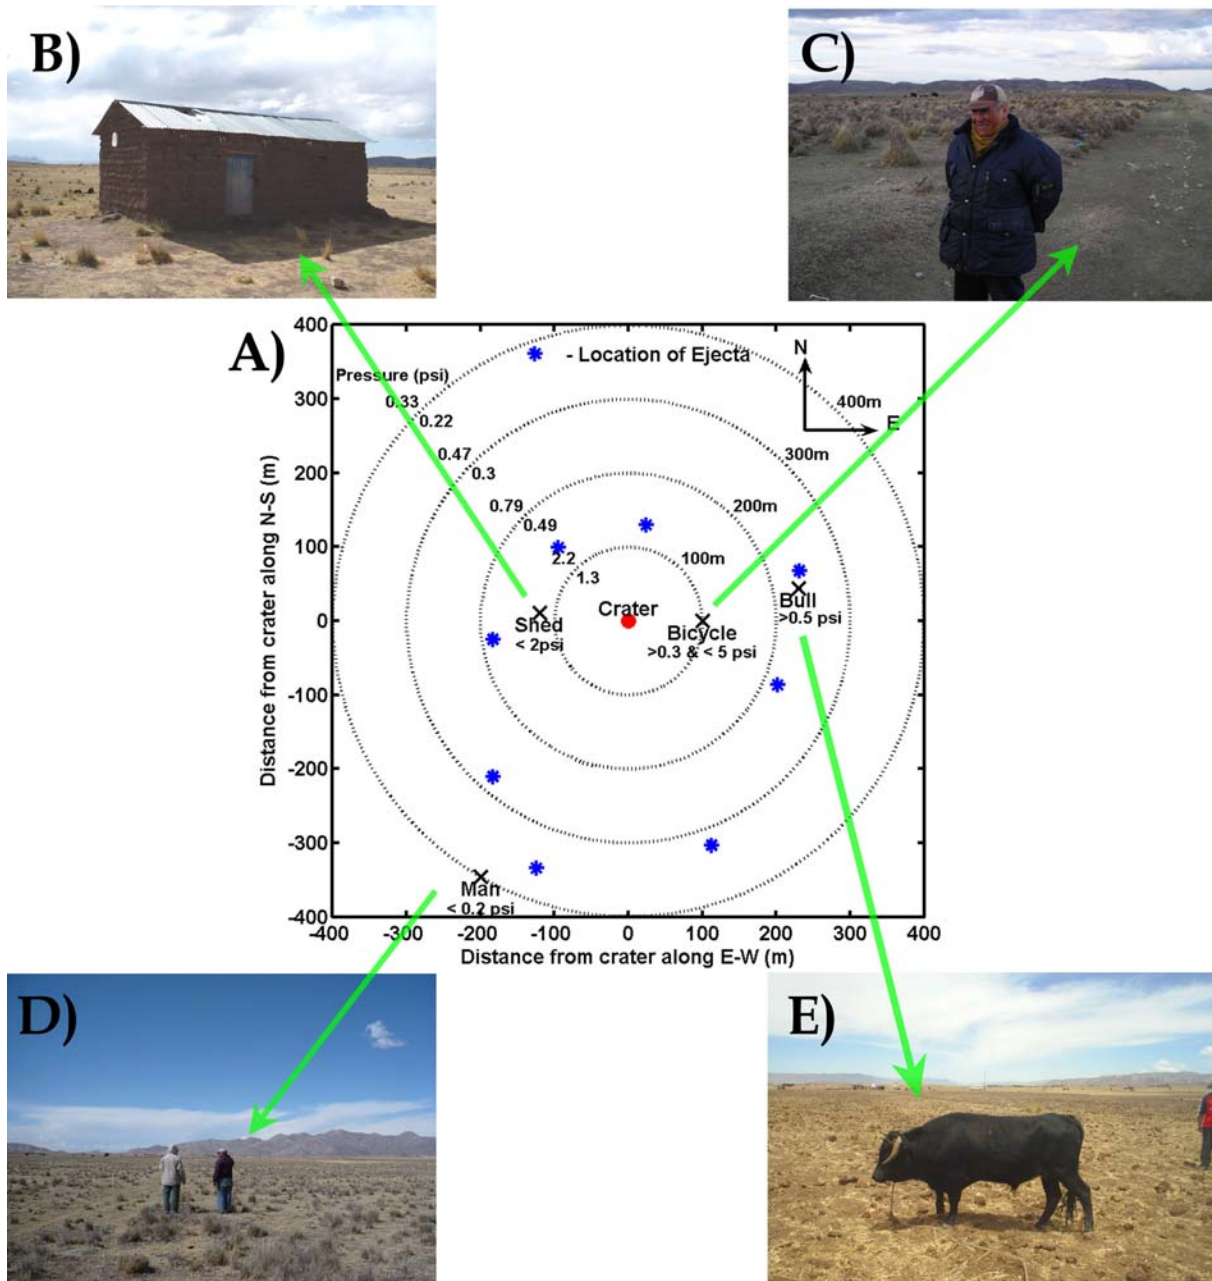 B)
C)
A)
400
300
200
100
0
-100
-200
-300
-400
Distance from crater along N-S (m)
- Location of Ejecta
N
E
Pressure (psi)
0.33
0.22
0.47
0.3
0.79
0.49
2.2
1.3
400m
300m
200m
100m
Crater
Shed
< 2psi
Bicycle
>0.3 & < 5 psi
Bull
>0.5 psi
Man
< 0.2 psi
-400 -300 -200 -100 0 100 200 300 400
Distance from crater along E-W (m)
D)
E)